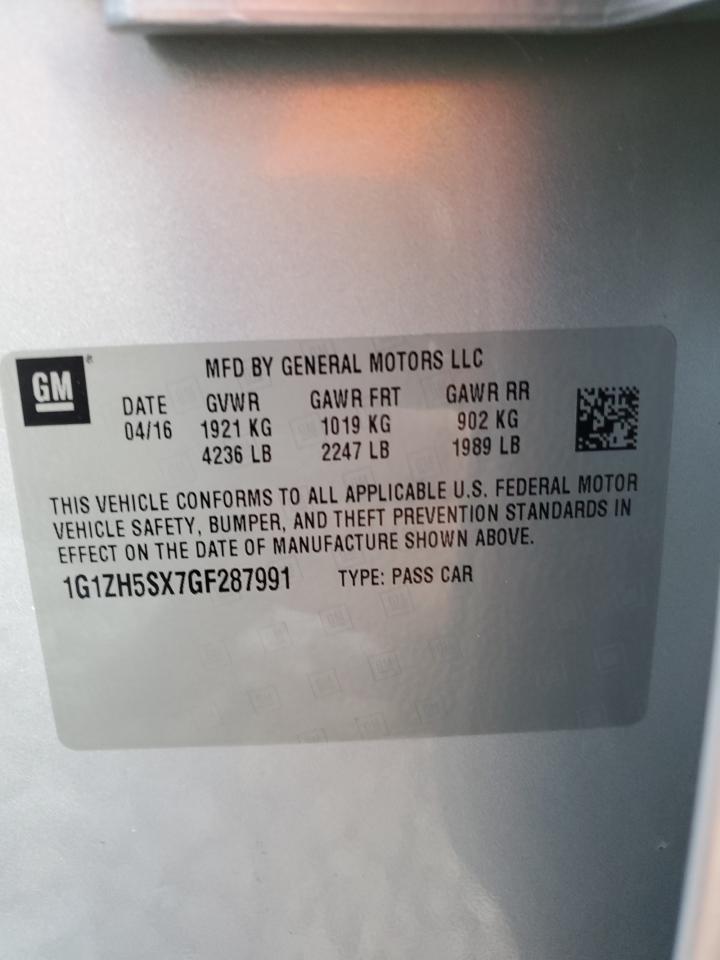 GM
MFD BY GENERAL MOTORS LLC
DATE GVWR GAWR FRT GAWR RR
04/16 1921 KG 1019 KG 902 KG
4236 LB 2247 LB 1989 LB
THIS VEHICLE CONFORMS TO ALL APPLICABLE U.S. FEDERAL MOTOR
VEHICLE SAFETY, BUMPER, AND THEFT PREVENTION STANDARDS IN
EFFECT ON THE DATE OF MANUFACTURE SHOWN ABOVE.
1G1ZH5SX7GF287991 TYPE: PASS CAR